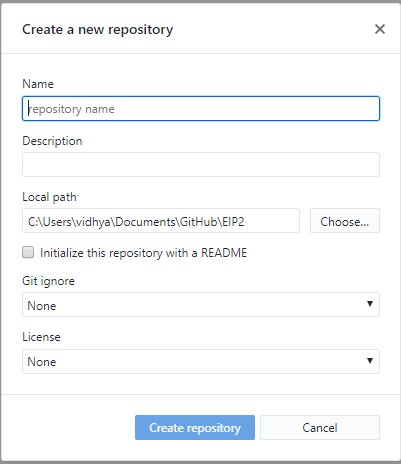 Create a new repository
Name
repository name
Description
Local path
C:\Users\vidhya\Documents\GitHub\EIP2
Choose...
Initialize this repository with a README
Git ignore
None
License
None
Create repository
Cancel